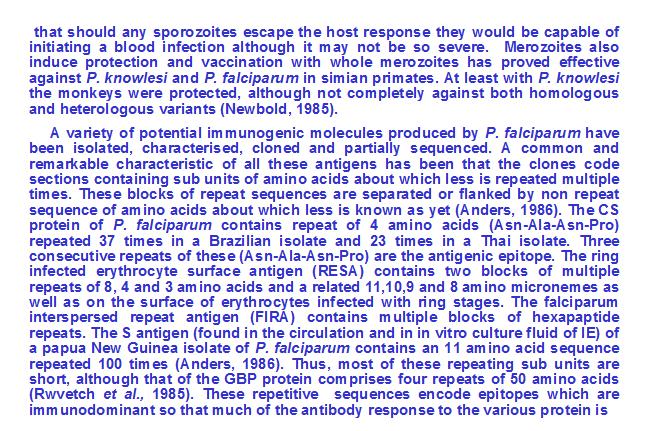 that should any sporozoites escape the host response they would be capable of
initiating a blood infection although it may not be so severe. Merozoites also
induce protection and vaccination with whole merozoites has proved effective
against P. knowlesi and P. falciparum in simian primates. At least with P. knowlesi
the monkeys were protected, although not completely against both homologous
and heterologous variants (Newbold, 1985).
A variety of potential immunogenic molecules produced by P. falciparum have
been isolated, characterised, cloned and partially sequenced. A common and
remarkable characteristic of all these antigens has been that the clones code
sections containing sub units of amino acids about which less is repeated multiple
times. These blocks of repeat sequences are separated or flanked by non repeat
sequence of amino acids about which less is known as yet (Anders, 1986). The CS
protein of P. falciparum contains repeat of 4 amino acids (Asn-Ala-Asn-Pro)
repeated 37 times in a Brazilian isolate and 23 times in a Thai isolate. Three
consecutive repeats of these (Asn-Ala-Asn-Pro) are the antigenic epitope. The ring
infected erythrocyte surface antigen (RESA) contains two blocks of multiple
repeats of 8, 4 and 3 amino acids and a related 11,10,9 and 8 amino micronemes as
well as on the surface of erythrocytes infected with ring stages. The falciparum
interspersed repeat antigen (FIRA) contains multiple blocks of hexapaptide
repeats. The S antigen (found in the circulation and in in vitro culture fluid of IE) of
a papua New Guinea isolate of P. falciparum contains an 11 amino acid sequence
repeated 100 times (Anders, 1986). Thus, most of these repeating sub units are
short, although that of the GBP protein comprises four repeats of 50 amino acids
(Rwvetch et al., 1985). These repetitive sequences encode epitopes which are
immunodominant so that much of the antibody response to the various protein is